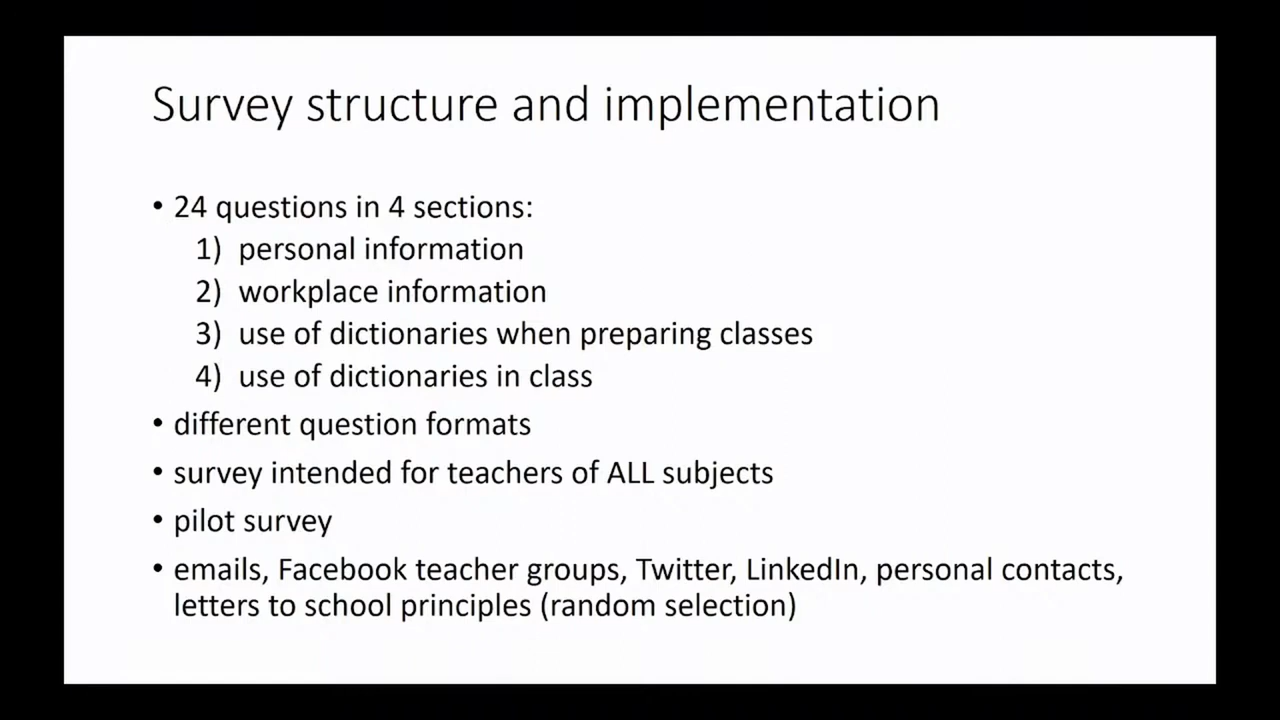 Survey structure and implementation
• 24 questions in 4 sections:
1) personal information
2) workplace information
3) use of dictionaries when preparing classes
4) use of dictionaries in class
• different question formats
• survey intended for teachers of ALL subjects
• pilot survey
• emails, Facebook teacher groups, Twitter, LinkedIn, personal contacts,
letters to school principles (random selection)